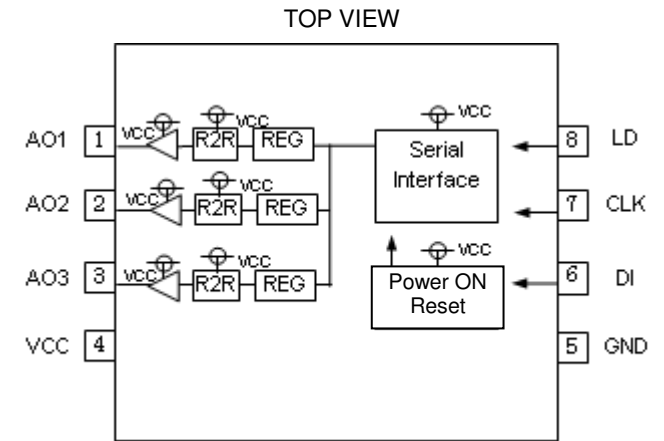 TOP VIEW
VCC
AO1 1 VCC VCC R2R REG Serial Interface 8 LD
VCC
AO2 2 VCC R2R REG 7 CLK
VCC
VCC
AO3 3 VCC R2R REG Power ON Reset 6 DI
VCC 4 5 GND